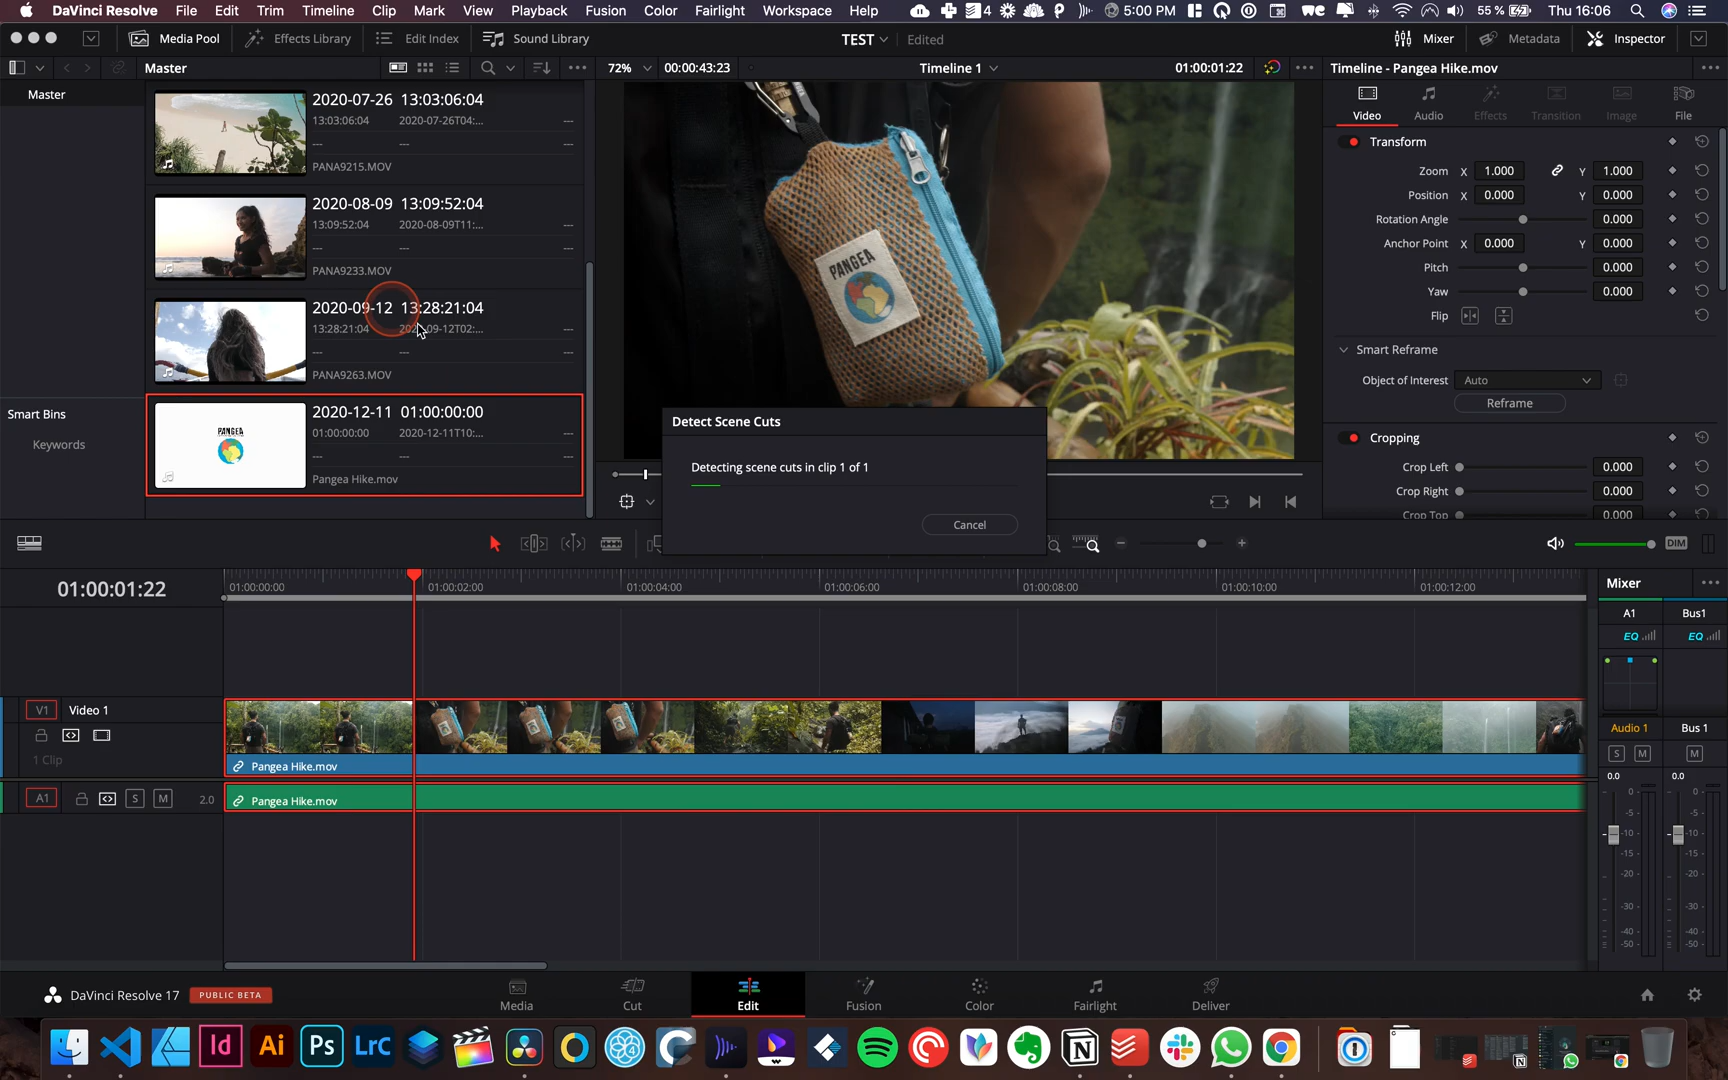 DaVinci Resolve File Edit Trim Timeline Clip Mark View Playback Fusion Color Fairlight Workspace Help 4 5:00 PM 55 % Thu 16:06
Media Pool Effects Library Edit Index Sound Library TEST Edited Mixer Metadata Inspector
Master 72% 00:00:43:23 Timeline 1 01:00:01:22 Timeline - Pangea Hike.mov
Master
2020-07-26 13:03:06:04
13:03:06:04 2020-07-26T04:... ---
--- --- ---
PANA9215.MOV
2020-08-09 13:09:52:04
13:09:52:04 2020-08-09T11:... ---
--- --- ---
PANA9233.MOV
2020-09-12 13:28:21:04
13:28:21:04 2020-09-12T02:... ---
--- --- ---
PANA9263.MOV
Smart Bins
Keywords
PANGEA
2020-12-11 01:00:00:00
01:00:00:00 2020-12-11T10:... ---
--- --- ---
Pangea Hike.mov
PANGEA
Video Audio Effects Transition Image File
Transform
Zoom X 1.000 Y 1.000
Position X 0.000 Y 0.000
Rotation Angle 0.000
Anchor Point X 0.000 Y 0.000
Pitch 0.000
Yaw 0.000
Flip
Smart Reframe
Object of Interest Auto
Reframe
Cropping
Crop Left 0.000
Crop Right 0.000
Crop Top 0.000
Detect Scene Cuts
Detecting scene cuts in clip 1 of 1
Cancel
DIM
01:00:01:22
01:00:00:00 01:00:02:00 01:00:04:00 01:00:06:00 01:00:08:00 01:00:10:00 01:00:12:00
V1 Video 1
1 Clip
Pangea Hike.mov
A1 S M 2.0
Pangea Hike.mov
Mixer
A1 Bus1
EQ EQ
Audio 1 Bus 1
S M M
0.0 0.0
0 0
-5 -5
-10 -10
-15 -15
-20 -20
-30 -30
-40 -40
-50 -50
DaVinci Resolve 17 PUBLIC BETA
Media Cut Edit Fusion Color Fairlight Deliver
Id Ai Ps LrC